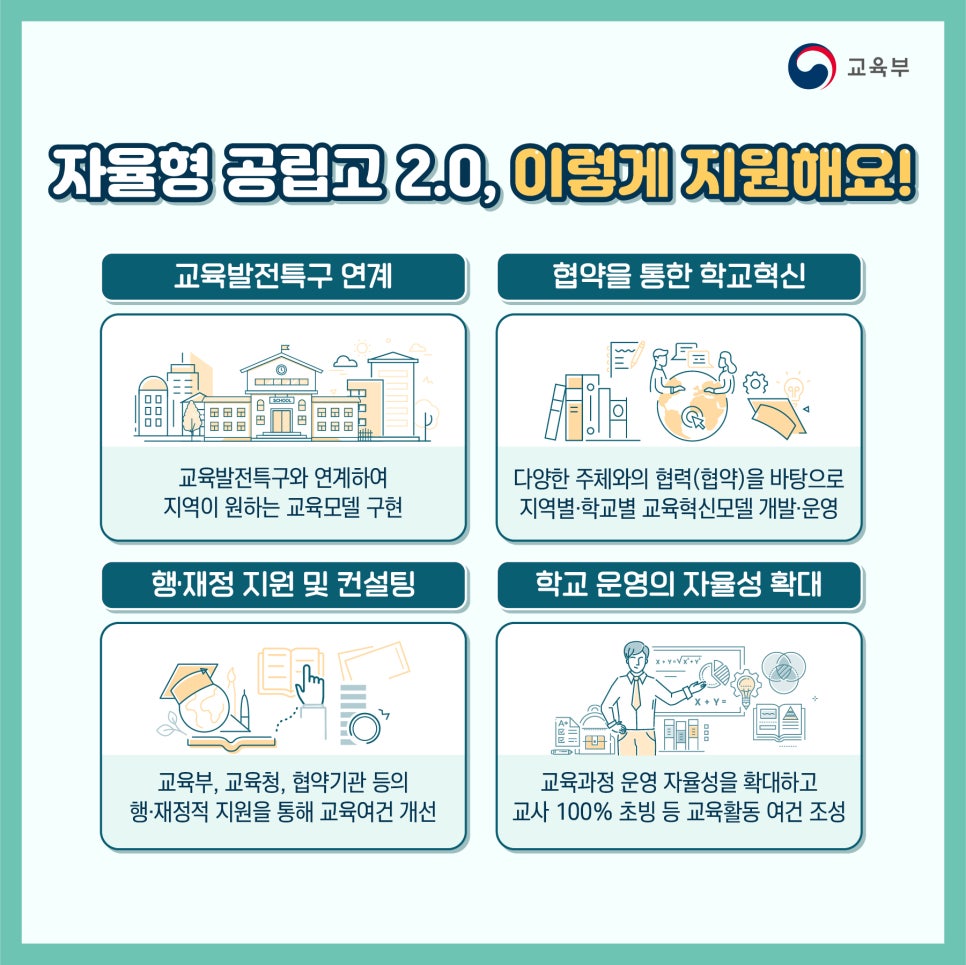 교육부
자율형 공립고 2.0, 이렇게 지원해요!
교육발전특구 연계
SCHOOL
교육발전특구와 연계하여
지역이 원하는 교육모델 구현
협약을 통한 학교혁신
다양한 주체와의 협력(협약)을 바탕으로
지역별·학교별 교육혁신모델 개발·운영
행·재정 지원 및 컨설팅
교육부, 교육청, 협약기관 등의
행·재정적 지원을 통해 교육여건 개선
학교 운영의 자율성 확대
X + Y =
A+
교육과정 운영 자율성을 확대하고
교사 100% 초빙 등 교육활동 여건 조성